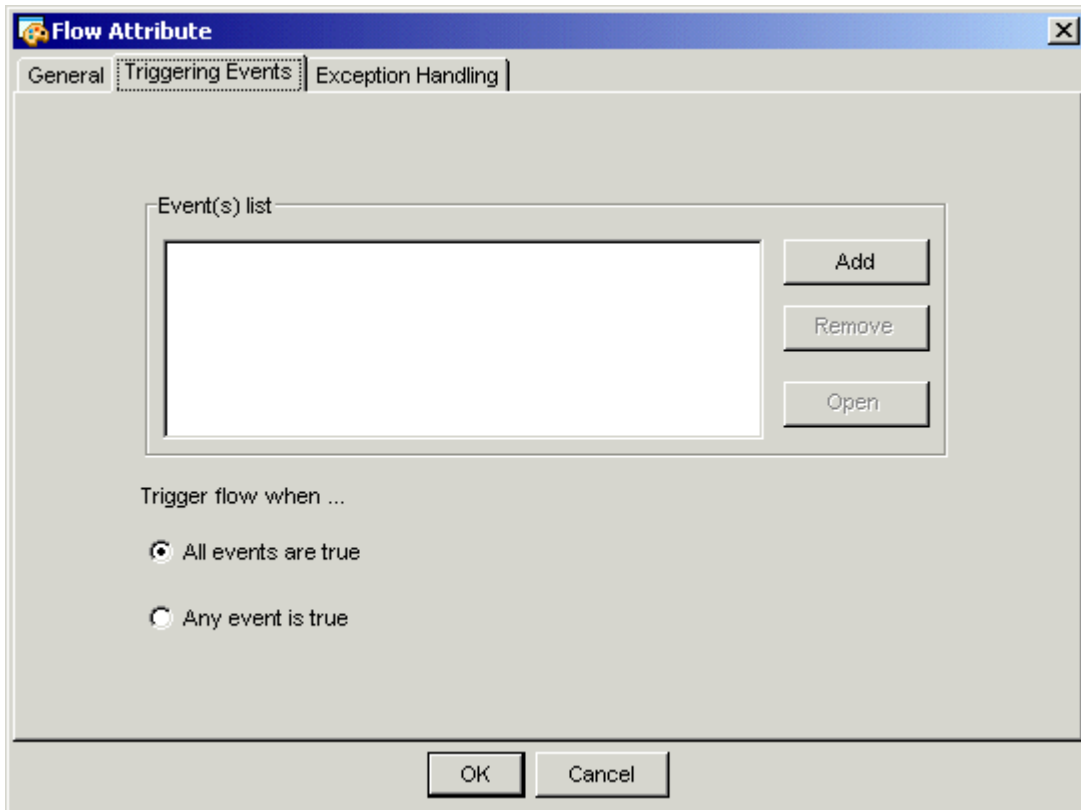 Flow Attribute
General Triggering Events Exception Handling
Event(s) list
Add
Remove
Open
Trigger flow when ...
All events are true
Any event is true
OK Cancel